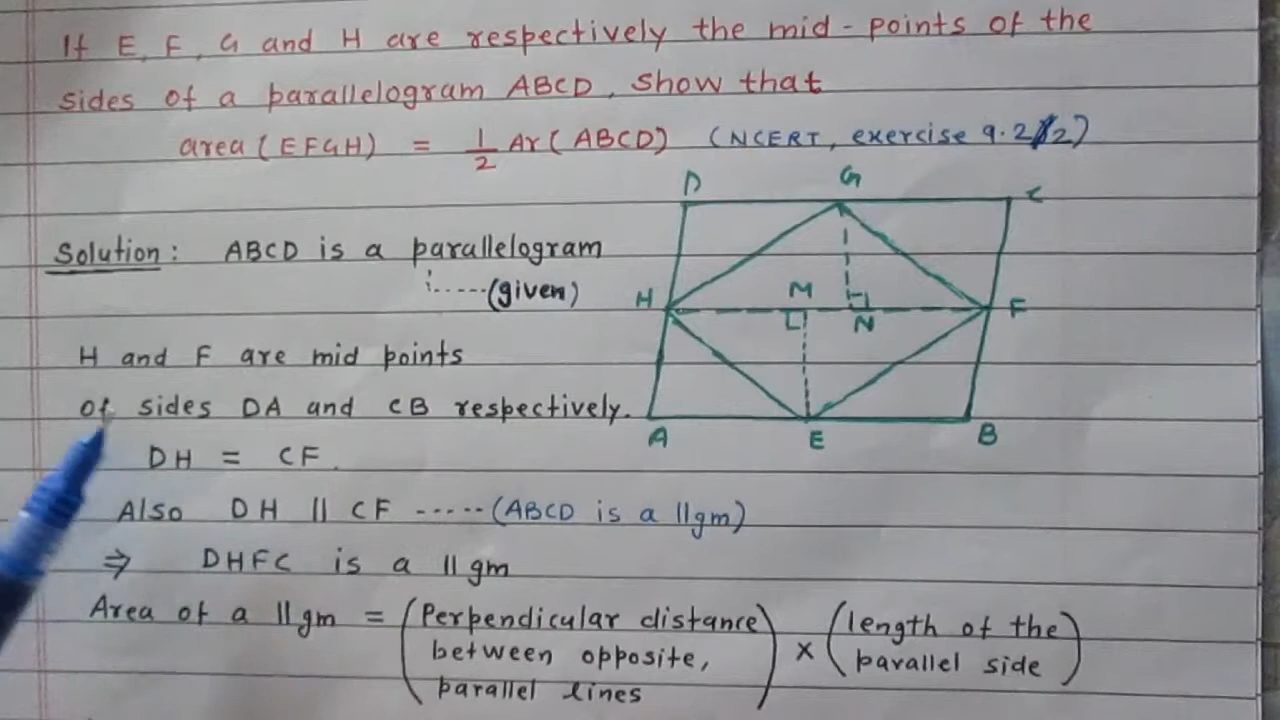 If E, F, G and H are respectively the mid-points of the
sides of a parallelogram ABCD, show that
area (EFGH) = 1/2 Ar (ABCD) (NCERT, exercise 9.2/2)
D G C
Solution: ABCD is a parallelogram
......(given)
H M N F
H and F are mid points
of sides DA and CB respectively.
A E B
DH = CF.
Also DH || CF ..... (ABCD is a ||gm)
⇒ DHFC is a ||gm
Area of a ||gm = (Perpendicular distance between opposite, parallel lines) × (length of the parallel side)